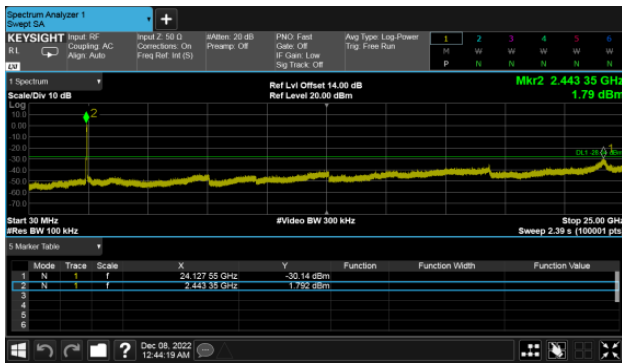 Spectrum Analyzer 1
Swept SA
KEYSIGHT Input: RF Input Z: 50 Ω #Atten: 20 dB PNO: Fast Avg Type: Log-Power 1 2 3 4 5 6
RL Coupling: AC Corrections: On Preamp: Off Gate: Off Trig: Free Run M W W W W W
Align: Auto Freq Ref: Int (S) IF Gain: Low P N N N N N
Sig Track: Off
1 Spectrum Ref Lvl Offset 14.00 dB Mkr2 2.443 35 GHz
Scale/Div 10 dB Ref Level 20.00 dBm 1.79 dBm
Log
10.0
0.00
-10.0
-20.0
-30.0
-40.0
-50.0
-60.0
-70.0
2
1
Start 30 MHz #Video BW 300 kHz Stop 25.00 GHz
#Res BW 100 kHz Sweep 2.39 s (100001 pts)
5 Marker Table
Mode Trace Scale X Y Function Function Width Function Value
1 N 1 f 24.127 55 GHz -30.14 dBm
2 N 1 f 2.443 35 GHz 1.792 dBm
3
4
5
6
? Dec 08, 2022
12:44:19 AM